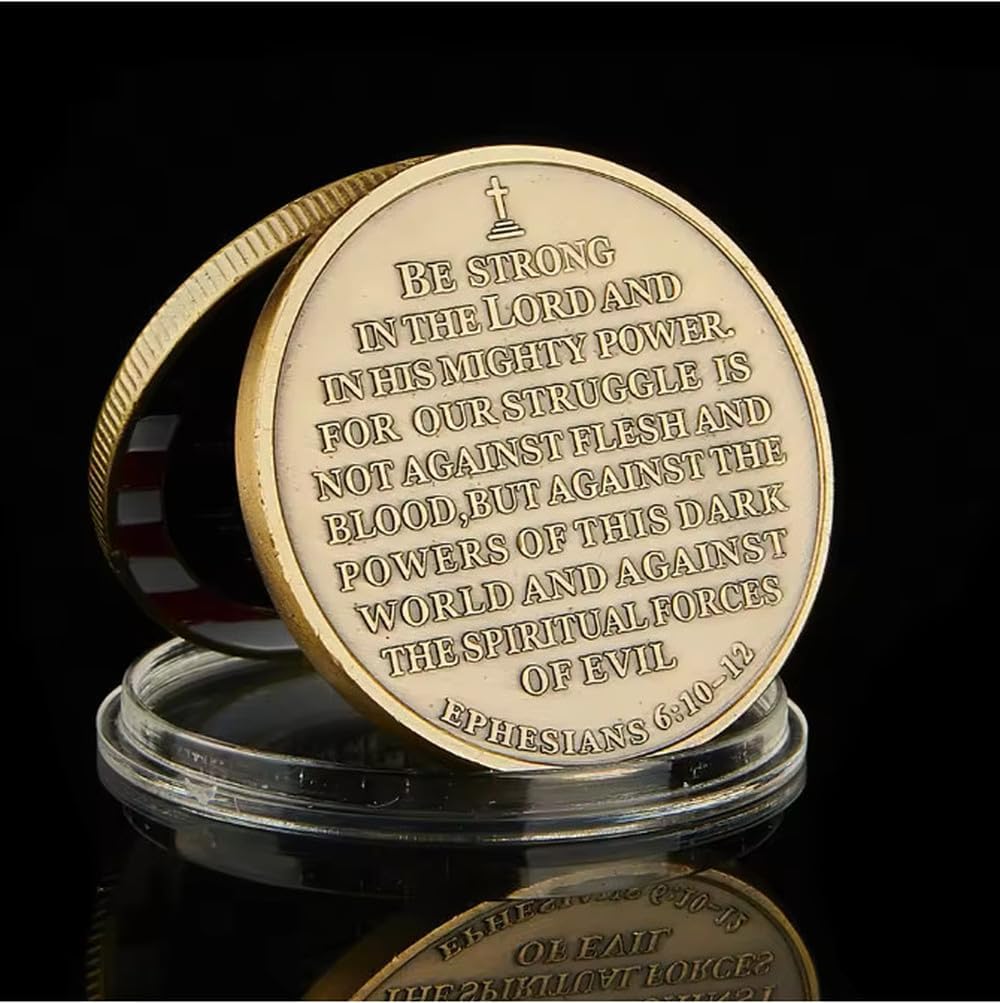 BE STRONG
IN THE LORD AND
IN HIS MIGHTY POWER.
FOR OUR STRUGGLE IS
NOT AGAINST FLESH AND
BLOOD, BUT AGAINST THE
POWERS OF THIS DARK
WORLD AND AGAINST
THE SPIRITUAL FORCES
OF EVIL
EPHESIANS 6:10-12